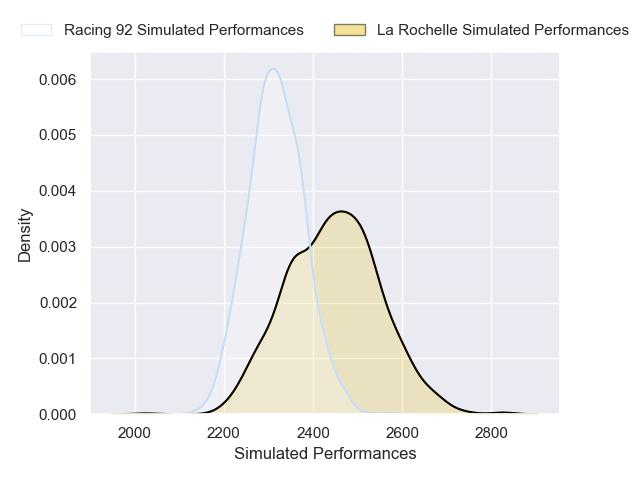 Racing 92 Simulated Performances La Rochelle Simulated Performances
0.006
0.005
0.004
0.003
0.002
0.001
0.000
Density
2000 2200 2400 2600 2800
Simulated Performances